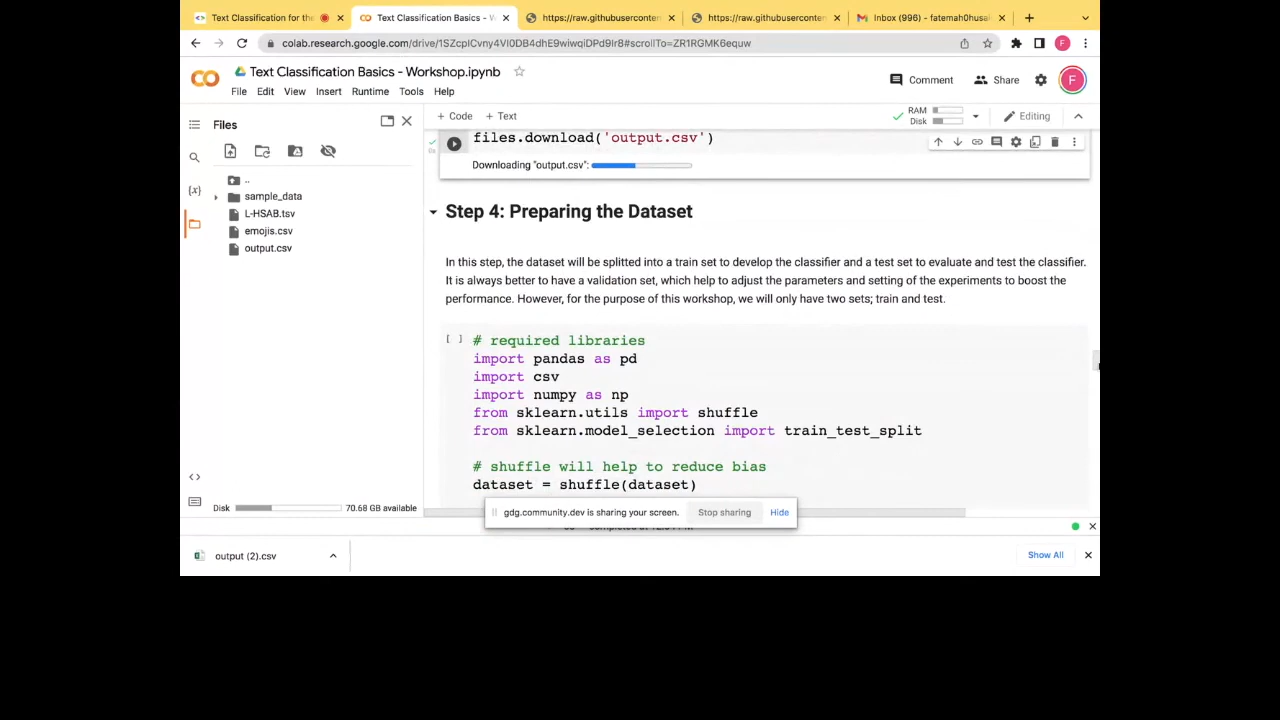 Text Classification for the
Text Classification Basics - W
https://raw.githubusercontent
https://raw.githubusercontent
Inbox (996) - fatemah0husai
colab.research.google.com/drive/1SZcpICvny4VI0DB4dhE9wiwqiDPd9Ir8#scrollTo=ZR1RGMK6equw
F
CO
Text Classification Basics - Workshop.ipynb
Comment
Share
F
File Edit View Insert Runtime Tools Help
Files
+ Code + Text
RAM
Disk
Editing
files.download('output.csv')
Downloading "output.csv":
..
sample_data
L-HSAB.tsv
emojis.csv
output.csv
{x}
Step 4: Preparing the Dataset
In this step, the dataset will be splitted into a train set to develop the classifier and a test set to evaluate and test the classifier.
It is always better to have a validation set, which help to adjust the parameters and setting of the experiments to boost the
performance. However, for the purpose of this workshop, we will only have two sets; train and test.
[ ] # required libraries
import pandas as pd
import csv
import numpy as np
from sklearn.utils import shuffle
from sklearn.model_selection import train_test_split
# shuffle will help to reduce bias
dataset = shuffle(dataset)
Disk
70.68 GB available
gdg.community.dev is sharing your screen.
Stop sharing
Hide
output (2).csv
Show All